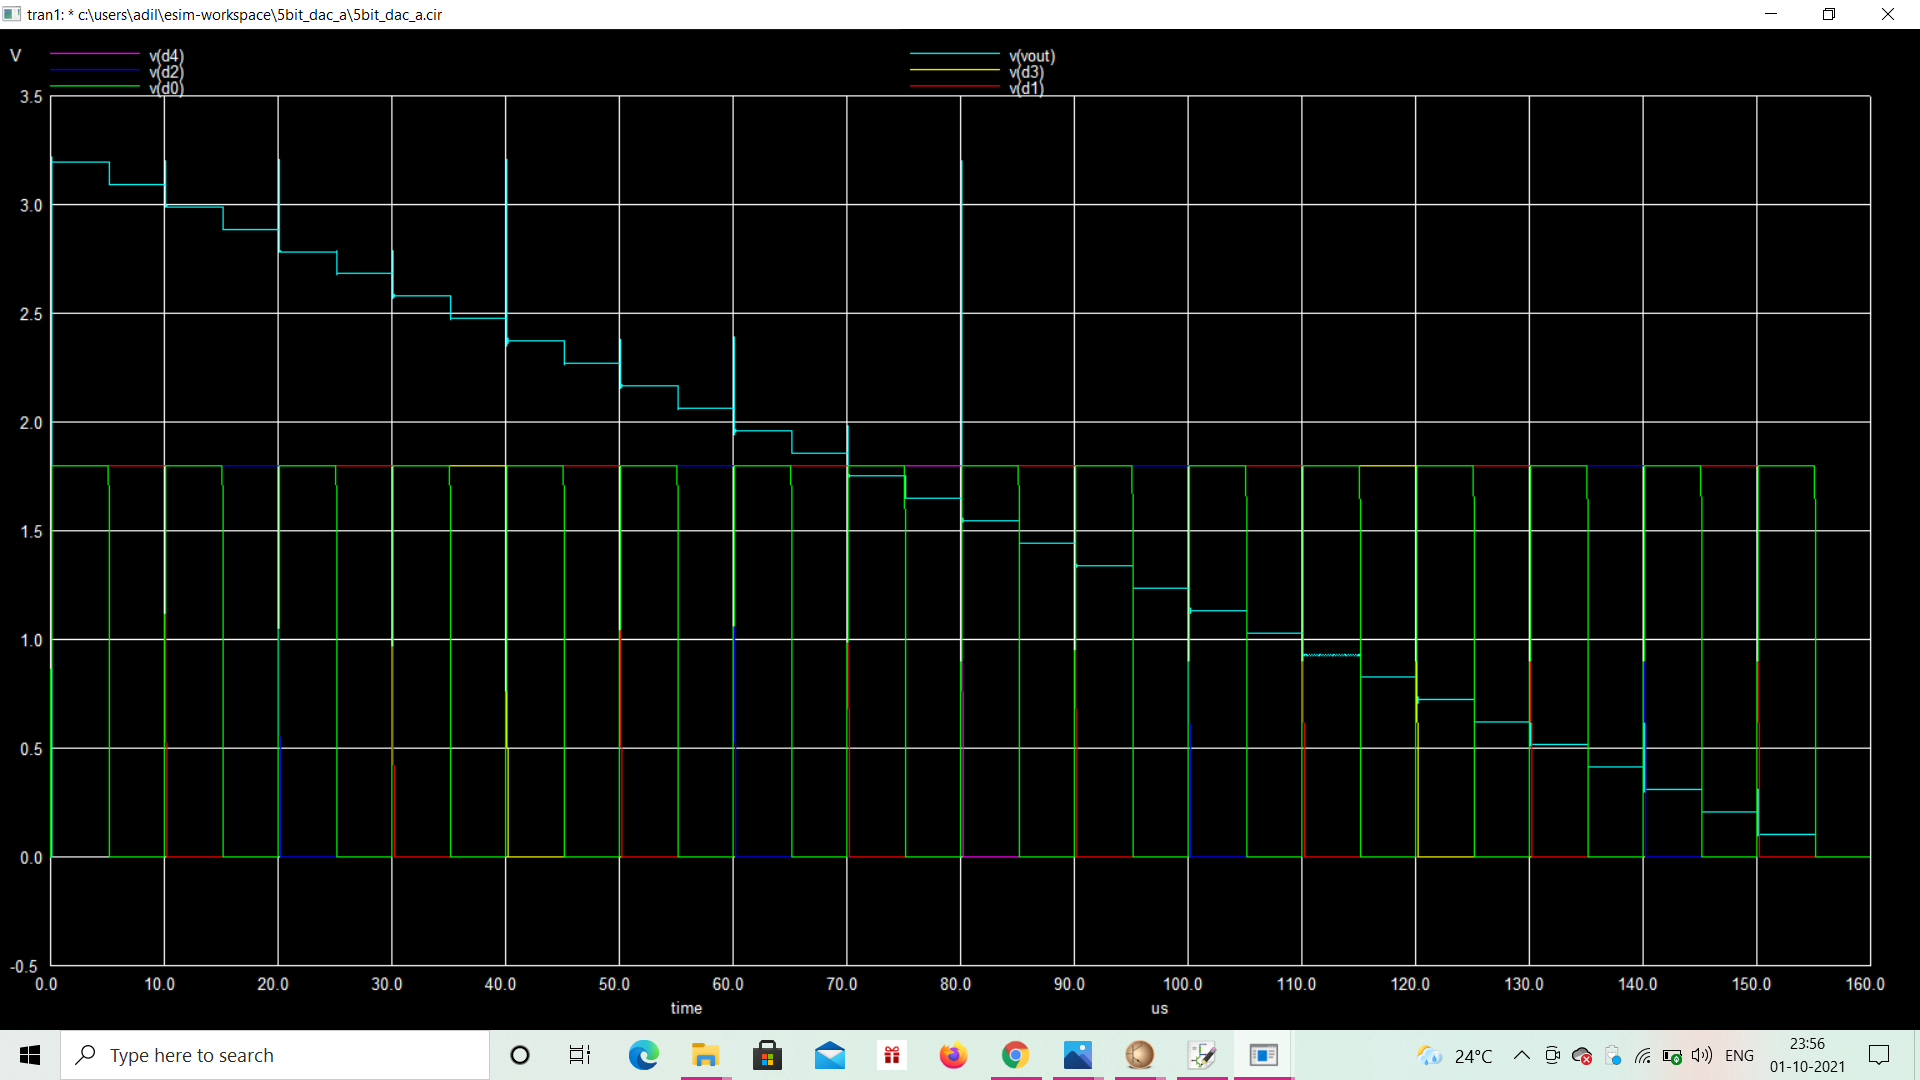 tran1: * c:\users\adil\esim-workspace\5bit_dac_a\5bit_dac_a.cir
V
v(d4)
v(d2)
v(d0)
v(vout)
v(d3)
v(d1)
3.5
3.0
2.5
2.0
1.5
1.0
0.5
0.0
-0.5
0.0 10.0 20.0 30.0 40.0 50.0 60.0 70.0 80.0 90.0 100.0 110.0 120.0 130.0 140.0 150.0 160.0
time us
Type here to search
24°C
ENG
23:56
01-10-2021